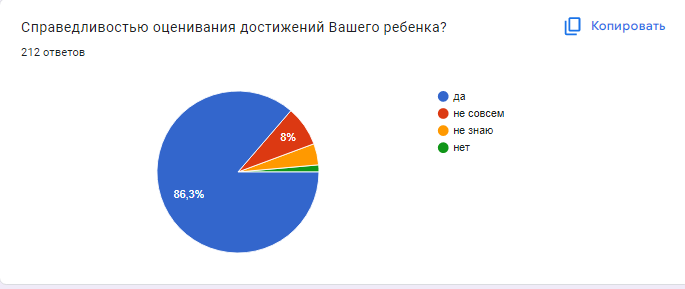 Справедливостью оценивания достижений Вашего ребенка?
Копировать
212 ответов
да
не совсем
не знаю
нет
8%
86,3%